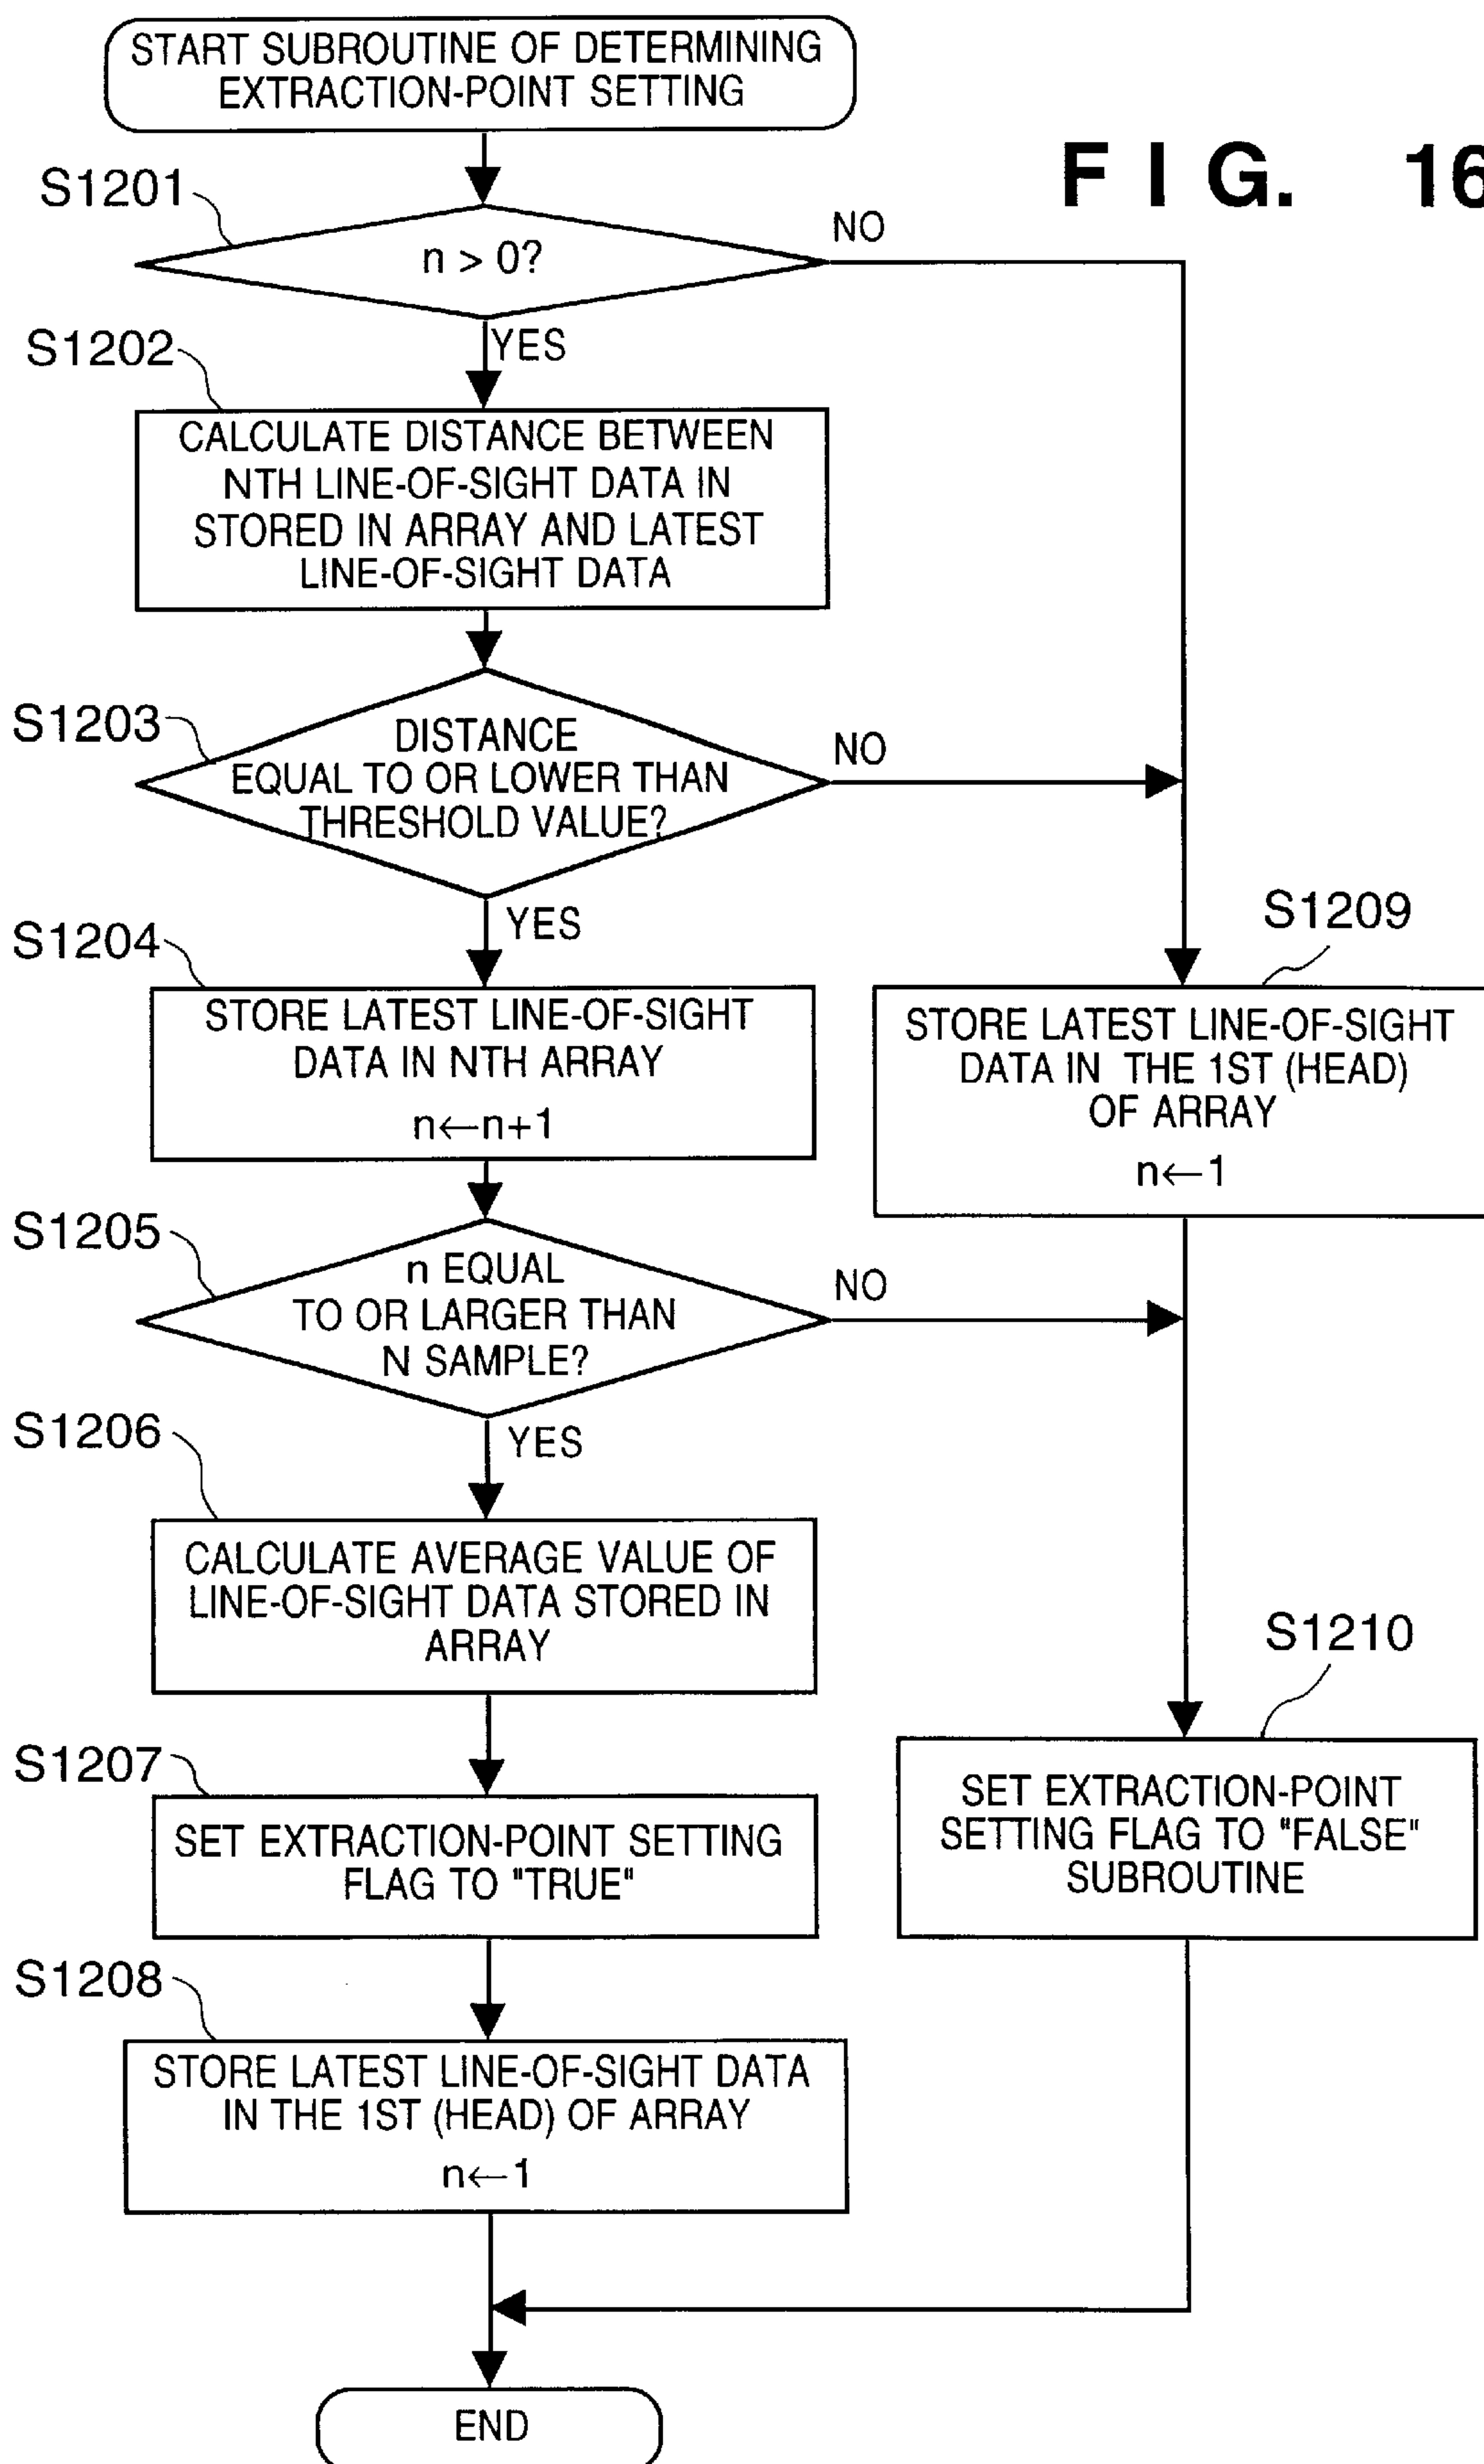 START SUBROUTINE OF DETERMINING
EXTRACTION-POINT SETTING
FIG. 16
S1201
n > 0?
NO
YES
S1202
CALCULATE DISTANCE BETWEEN
NTH LINE-OF-SIGHT DATA IN
STORED IN ARRAY AND LATEST
LINE-OF-SIGHT DATA
S1203
DISTANCE
EQUAL TO OR LOWER THAN
THRESHOLD VALUE?
NO
YES
S1204
STORE LATEST LINE-OF-SIGHT
DATA IN NTH ARRAY
n←n+1
S1209
STORE LATEST LINE-OF-SIGHT
DATA IN THE 1ST (HEAD)
OF ARRAY
n←1
S1205
n EQUAL
TO OR LARGER THAN
N SAMPLE?
NO
YES
S1206
CALCULATE AVERAGE VALUE OF
LINE-OF-SIGHT DATA STORED IN
ARRAY
S1207
SET EXTRACTION-POINT SETTING
FLAG TO "TRUE"
S1210
SET EXTRACTION-POINT
SETTING FLAG TO "FALSE"
SUBROUTINE
S1208
STORE LATEST LINE-OF-SIGHT DATA
IN THE 1ST (HEAD) OF ARRAY
n←1
END